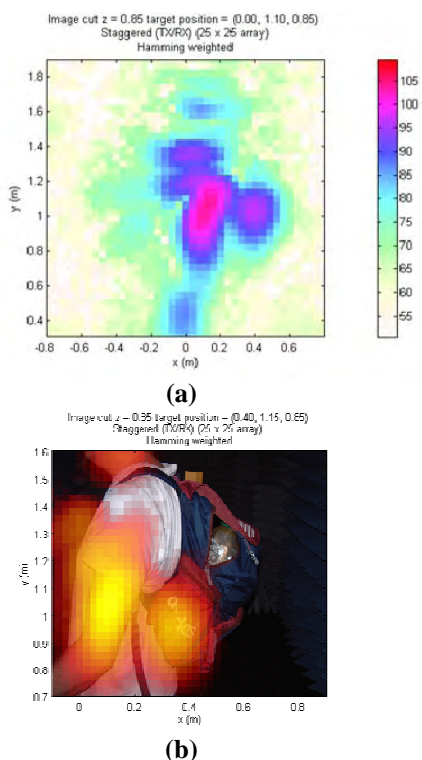 Image cut z = 0.85 target position = (0.00, 1.10, 0.85)
Staggered (TX/RX) (25 x 25 array)
Hamming weighted
1.8
1.6
1.4
1.2
1
0.8
0.6
0.4
y (m)
-0.8 -0.6 -0.4 -0.2 0 0.2 0.4 0.6
x (m)
105
100
95
90
85
80
75
70
65
60
55
(a)
Image cut z = 0.85 target position = (0.40, 1.15, 0.85)
Staggered (TX/RX) (25 x 25 array)
Hamming weighted
1.6
1.5
1.4
1.3
1.2
1.1
1
0.9
0.8
0.7
y (m)
0 0.2 0.4 0.6 0.8
x (m)
(b)